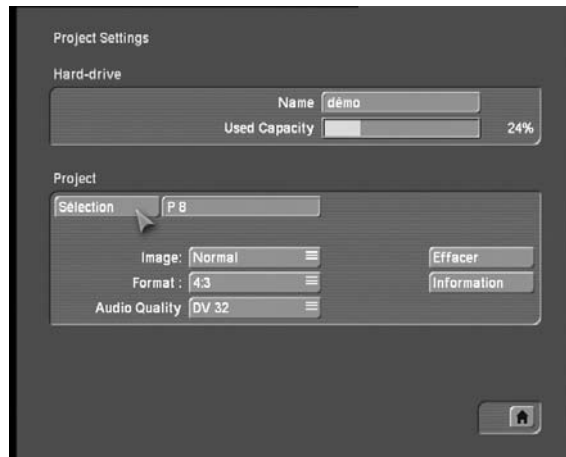 Project Settings
Hard-drive
Name démo
Used Capacity 24%
Project
Sélection P 8
Image: Normal
Effacer
Format : 4:3
Information
Audio Quality DV 32